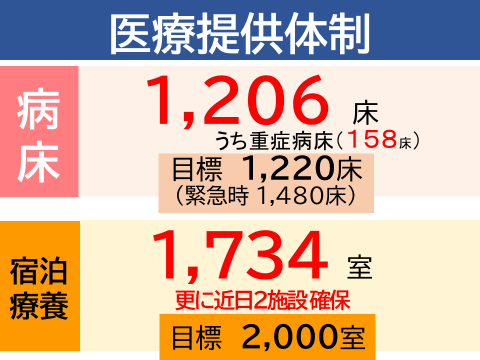 医療提供体制
病床
1,206 床
うち重症病床（158床）
目標 1,220床
（緊急時 1,480床）
宿泊
療養
1,734 室
更に近日2施設確保
目標 2,000室